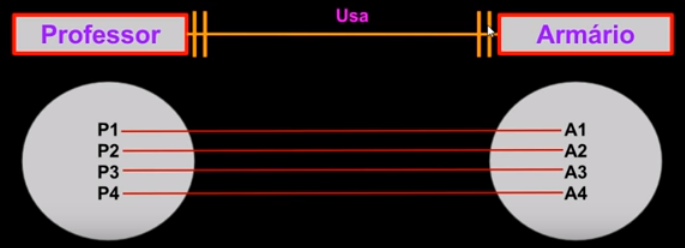 Usa
Professor Armário
P1 A1
P2 A2
P3 A3
P4 A4